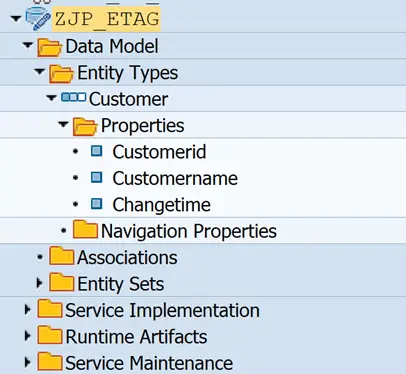 ZJP_ETAG
Data Model
Entity Types
Customer
Properties
Customerid
Customername
Changetime
Navigation Properties
Associations
Entity Sets
Service Implementation
Runtime Artifacts
Service Maintenance